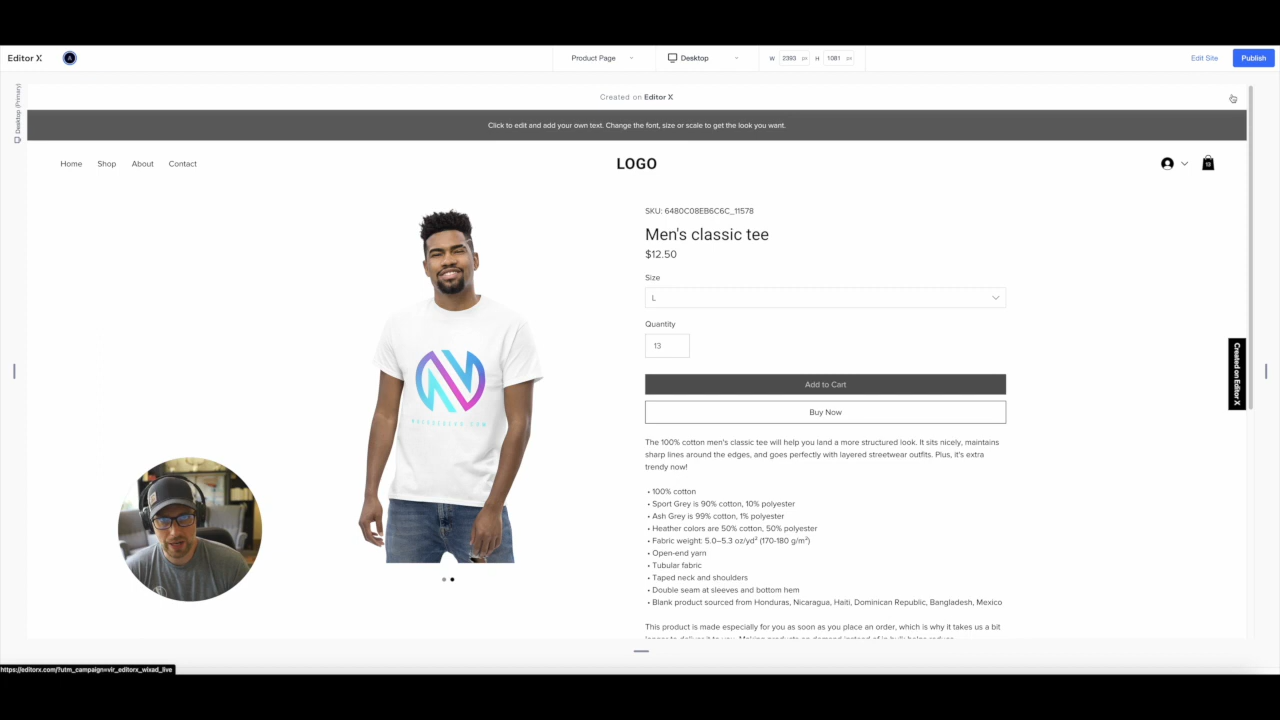 Editor X
Product Page
Desktop
W 2393 px H 1081 px
Edit Site
Publish
Desktop (Primary)
Created on Editor X
Click to edit and add your own text. Change the font, size or scale to get the look you want.
Home Shop About Contact
LOGO
13
SKU: 6480C08EB6C6C_11578
Men's classic tee
$12.50
Size
L
Quantity
13
Add to Cart
Buy Now
Created on Editor X
The 100% cotton men's classic tee will help you land a more structured look. It sits nicely, maintains
sharp lines around the edges, and goes perfectly with layered streetwear outfits. Plus, it's extra
trendy now!
• 100% cotton
• Sport Grey is 90% cotton, 10% polyester
• Ash Grey is 99% cotton, 1% polyester
• Heather colors are 50% cotton, 50% polyester
• Fabric weight: 5.0–5.3 oz/yd² (170-180 g/m²)
• Open-end yarn
• Tubular fabric
• Taped neck and shoulders
• Double seam at sleeves and bottom hem
• Blank product sourced from Honduras, Nicaragua, Haiti, Dominican Republic, Bangladesh, Mexico
This product is made especially for you as soon as you place an order, which is why it takes us a bit
https://editorx.com/?utm_campaign=vir_editorx_wixad_live